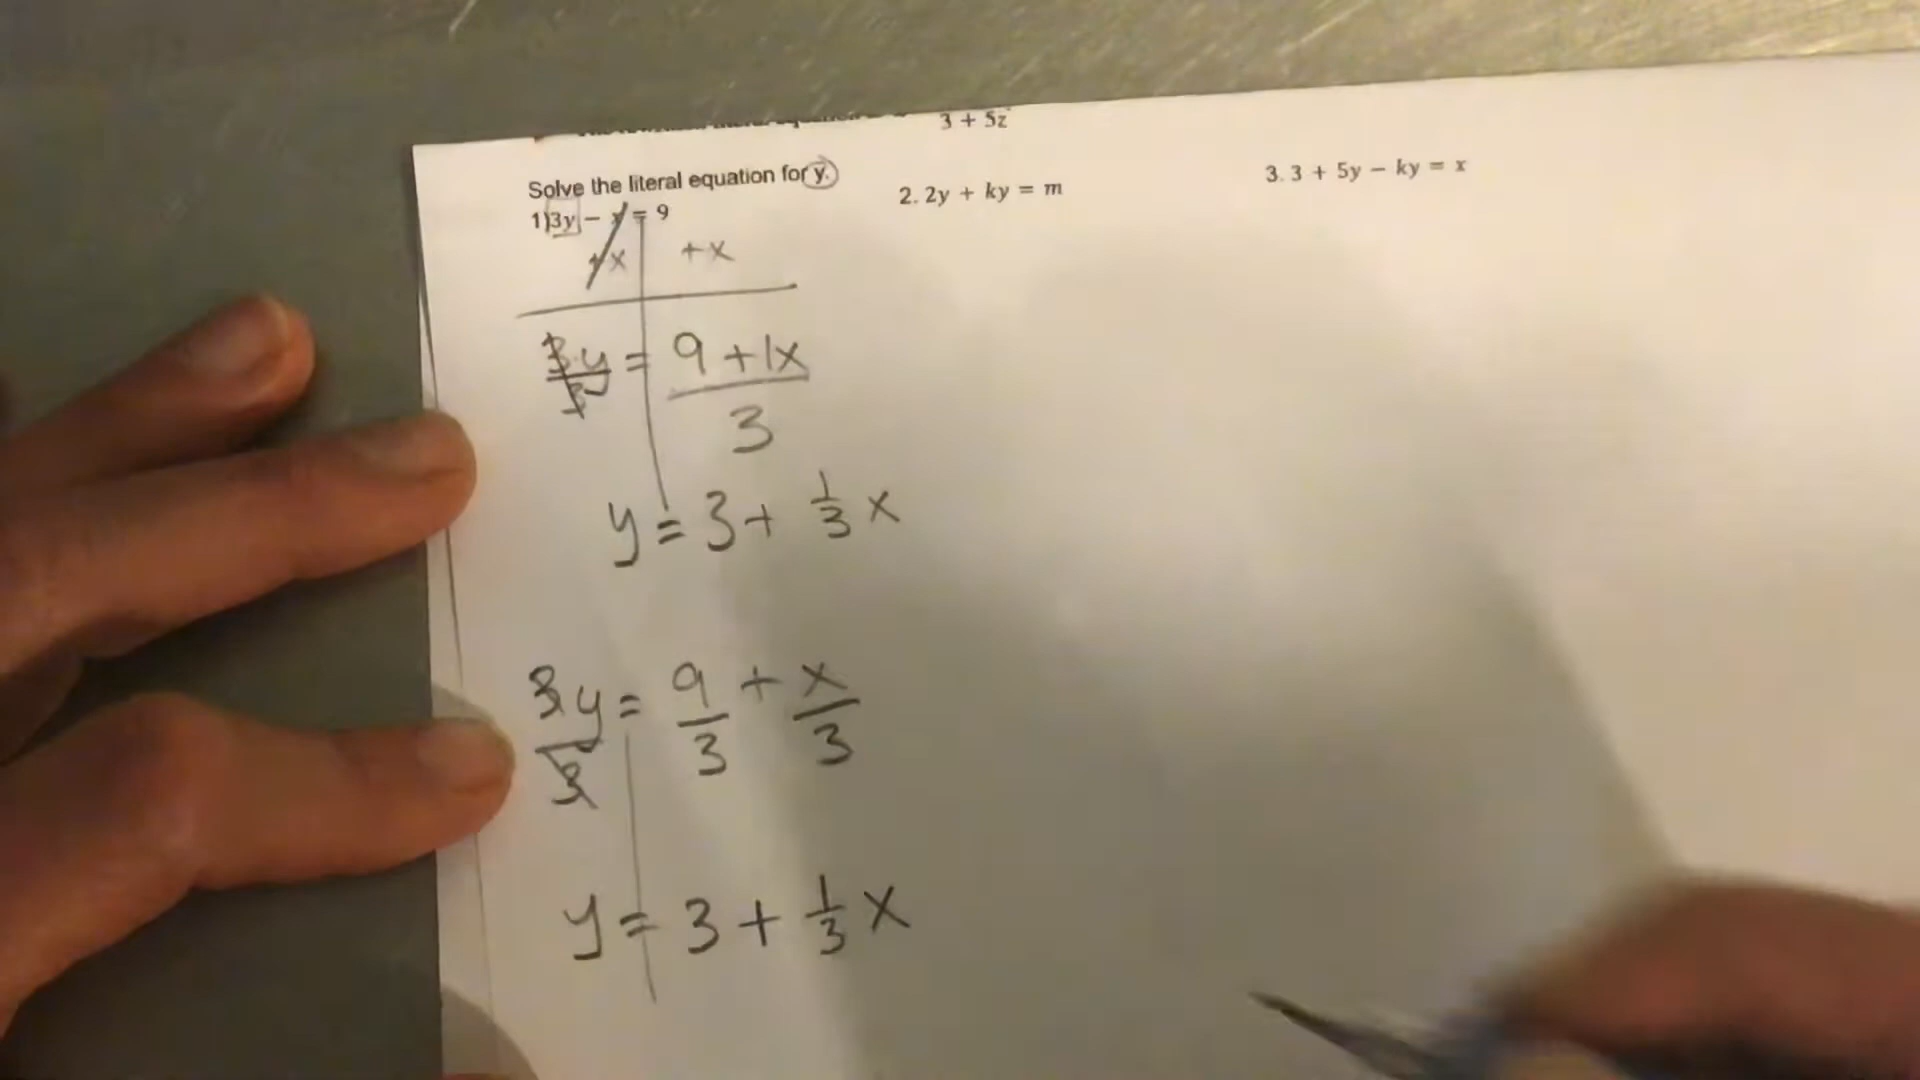 3 + 5z
Solve the literal equation for y.
1) 3y - x = 9
+x +x
3y = 9 + 1x
3 3
y = 3 + 1/3 x
3y = 9 + x
3 3 3
y = 3 + 1/3 x
2. 2y + ky = m
3. 3 + 5y - ky = x